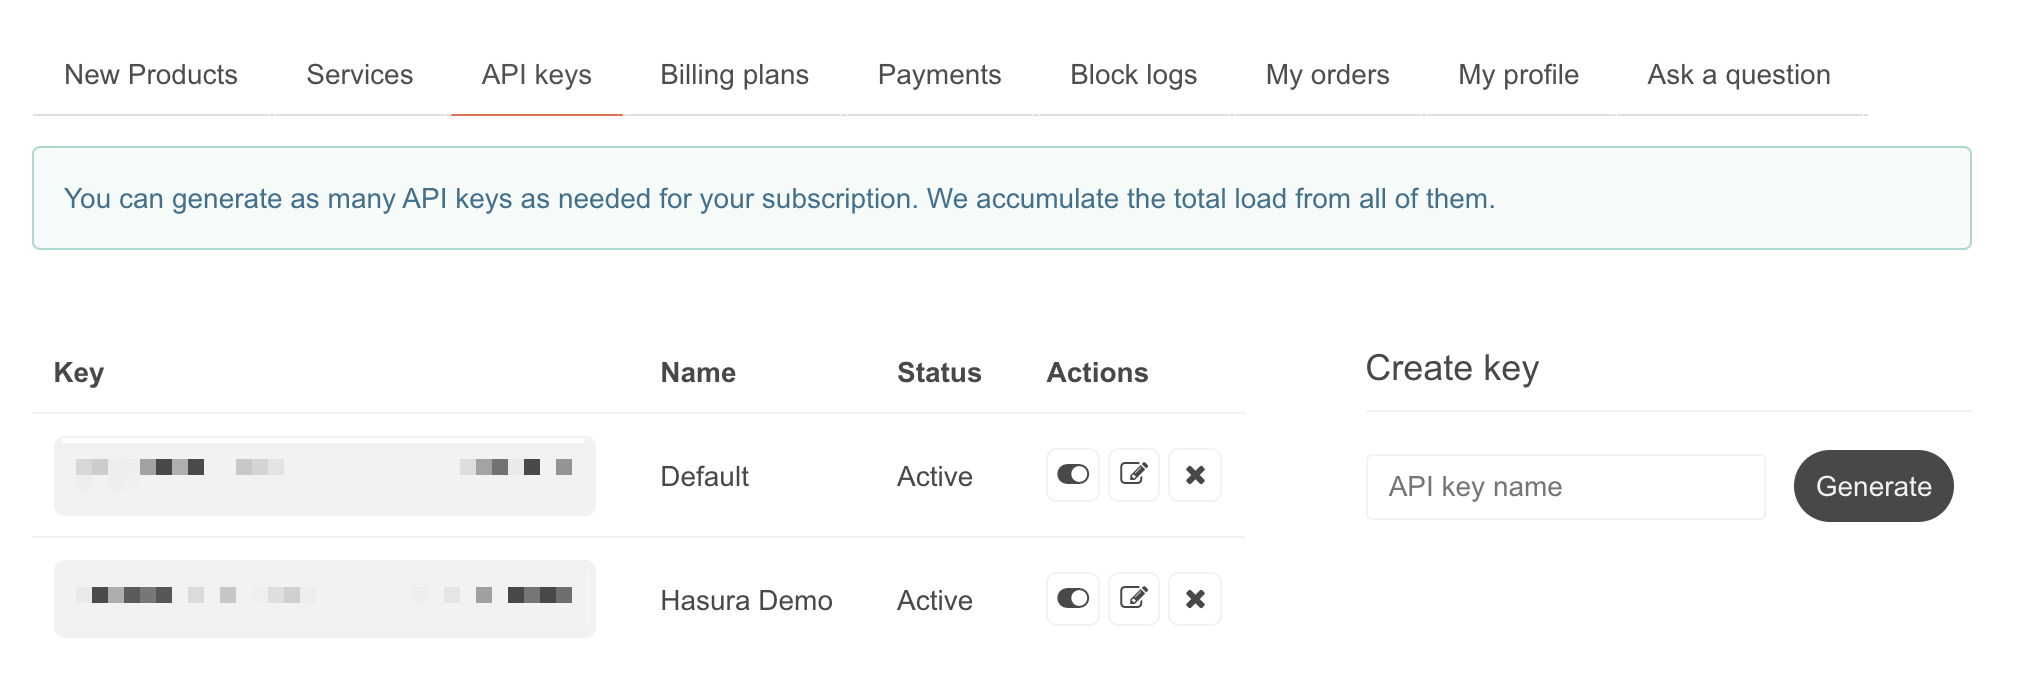 New Products Services API keys Billing plans Payments Block logs My orders My profile Ask a question
You can generate as many API keys as needed for your subscription. We accumulate the total load from all of them.
Key Name Status Actions
Default Active
Hasura Demo Active
Create key
API key name Generate